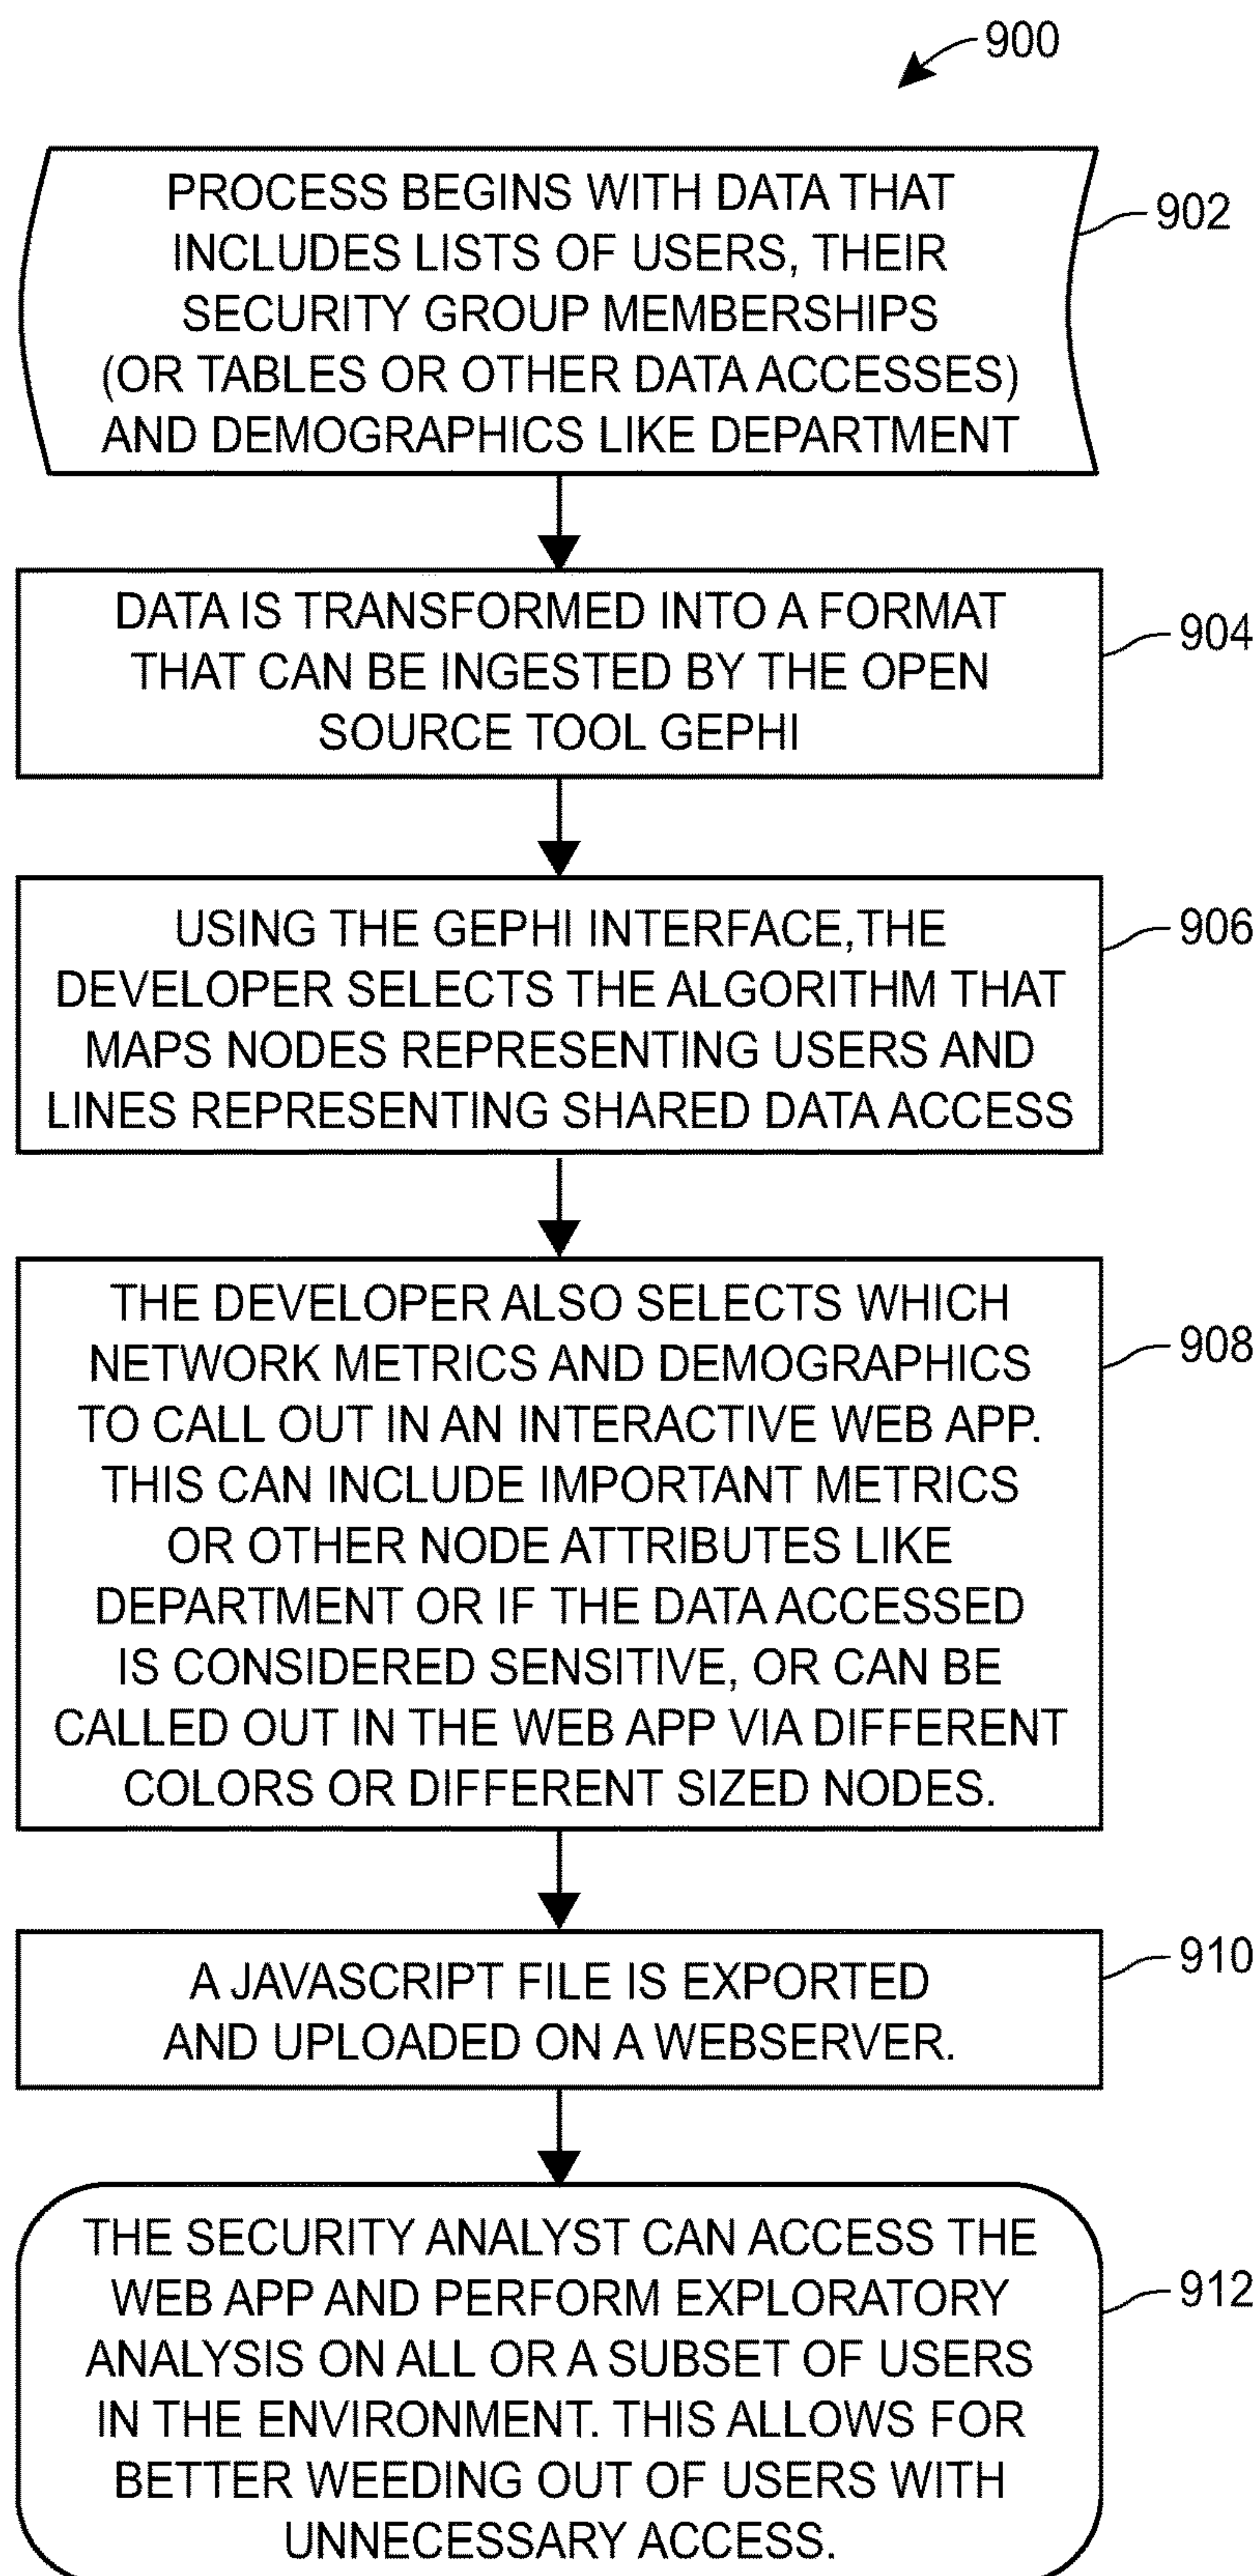 900
PROCESS BEGINS WITH DATA THAT
INCLUDES LISTS OF USERS, THEIR
SECURITY GROUP MEMBERSHIPS
(OR TABLES OR OTHER DATA ACCESSES)
AND DEMOGRAPHICS LIKE DEPARTMENT
902
DATA IS TRANSFORMED INTO A FORMAT
THAT CAN BE INGESTED BY THE OPEN
SOURCE TOOL GEPHI
904
USING THE GEPHI INTERFACE,THE
DEVELOPER SELECTS THE ALGORITHM THAT
MAPS NODES REPRESENTING USERS AND
LINES REPRESENTING SHARED DATA ACCESS
906
THE DEVELOPER ALSO SELECTS WHICH
NETWORK METRICS AND DEMOGRAPHICS
TO CALL OUT IN AN INTERACTIVE WEB APP.
THIS CAN INCLUDE IMPORTANT METRICS
OR OTHER NODE ATTRIBUTES LIKE
DEPARTMENT OR IF THE DATA ACCESSED
IS CONSIDERED SENSITIVE, OR CAN BE
CALLED OUT IN THE WEB APP VIA DIFFERENT
COLORS OR DIFFERENT SIZED NODES.
908
A JAVASCRIPT FILE IS EXPORTED
AND UPLOADED ON A WEBSERVER.
910
THE SECURITY ANALYST CAN ACCESS THE
WEB APP AND PERFORM EXPLORATORY
ANALYSIS ON ALL OR A SUBSET OF USERS
IN THE ENVIRONMENT. THIS ALLOWS FOR
BETTER WEEDING OUT OF USERS WITH
UNNECESSARY ACCESS.
912